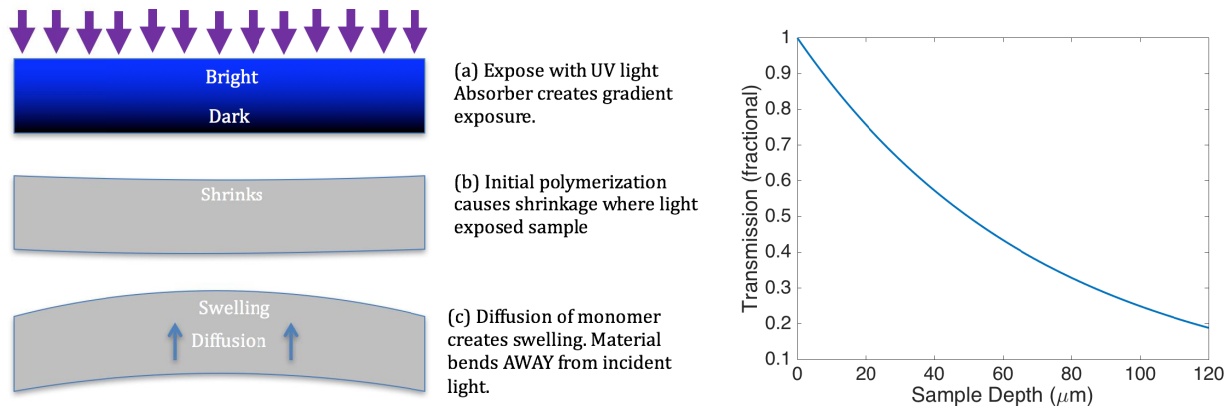 Bright
Dark
(a) Expose with UV light
Absorber creates gradient
exposure.
Shrinks
(b) Initial polymerization
causes shrinkage where light
exposed sample
Swelling
Diffusion
(c) Diffusion of monomer
creates swelling. Material
bends AWAY from incident
light.
Transmission (fractional)
1
0.9
0.8
0.7
0.6
0.5
0.4
0.3
0.2
0.1
0 20 40 60 80 100 120
Sample Depth (μm)